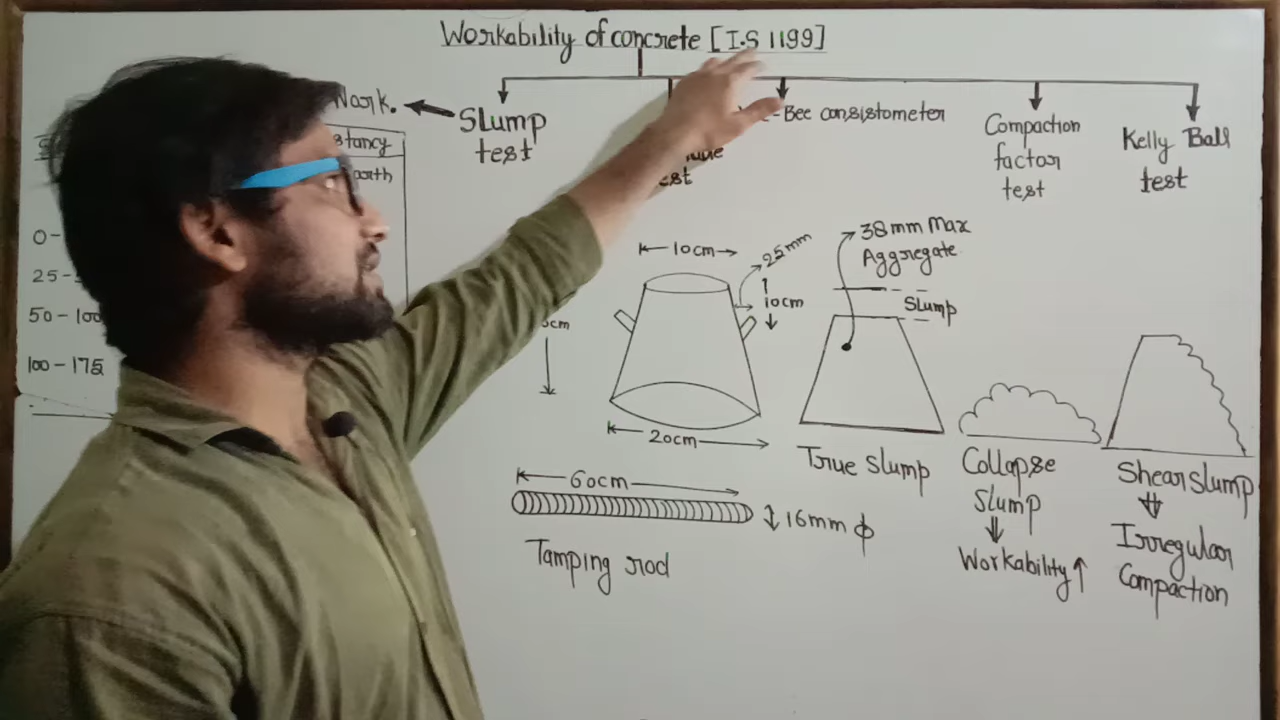 Workability of concrete [I.S 1199]
Work.
Slump test
Bee consistometer
Compaction factor test
Kelly Ball test
0-
25-
50-100
100-175
10cm
25mm
10cm
20cm
38mm Max Aggregate
Slump
True Slump
Collapse Slump
Workability↑
Shear slump
Irregular Compaction
60cm
16mm ϕ
Tamping rod